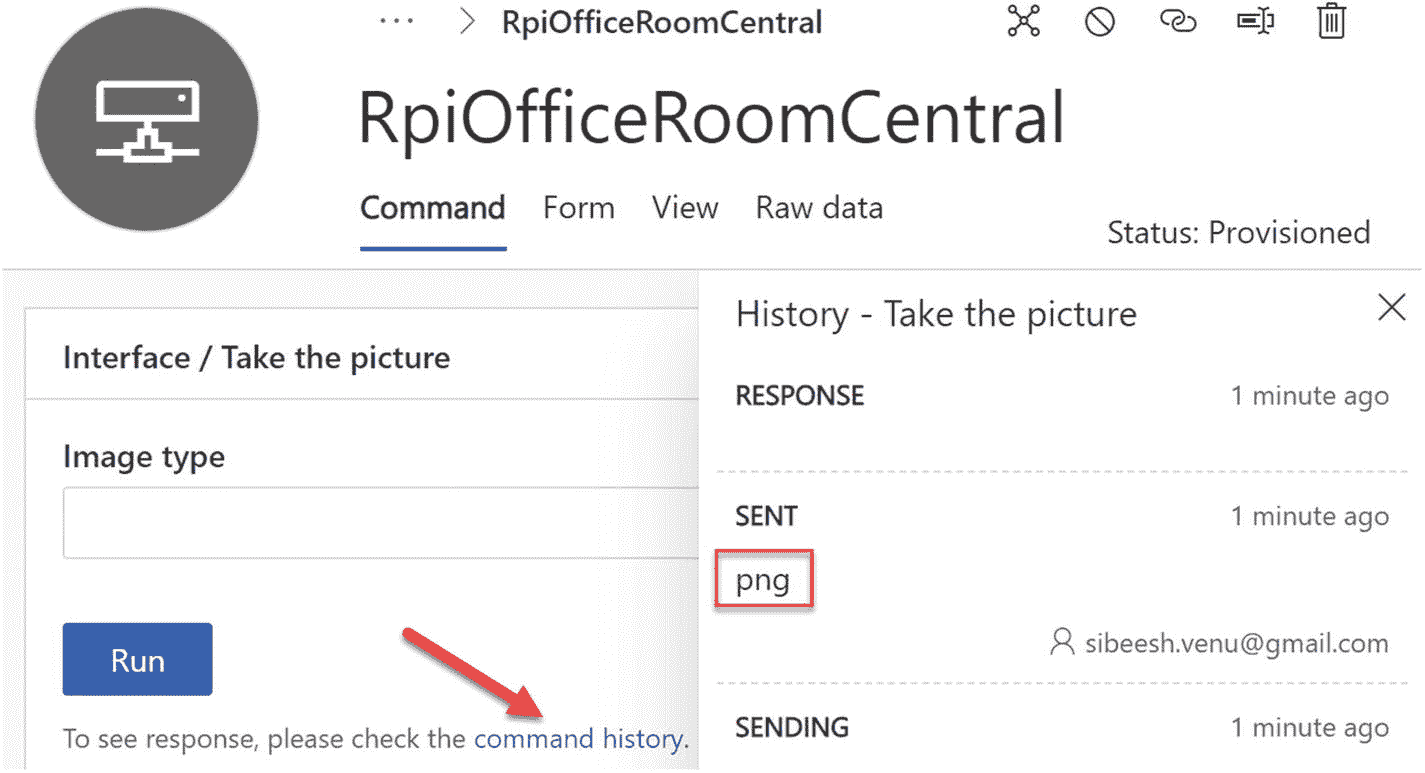 ... > RpiOfficeRoomCentral
RpiOfficeRoomCentral
Command Form View Raw data
Status: Provisioned
Interface / Take the picture
Image type
Run
To see response, please check the command history.
History - Take the picture
RESPONSE 1 minute ago
SENT 1 minute ago
png
sibeesh.venu@gmail.com
SENDING 1 minute ago